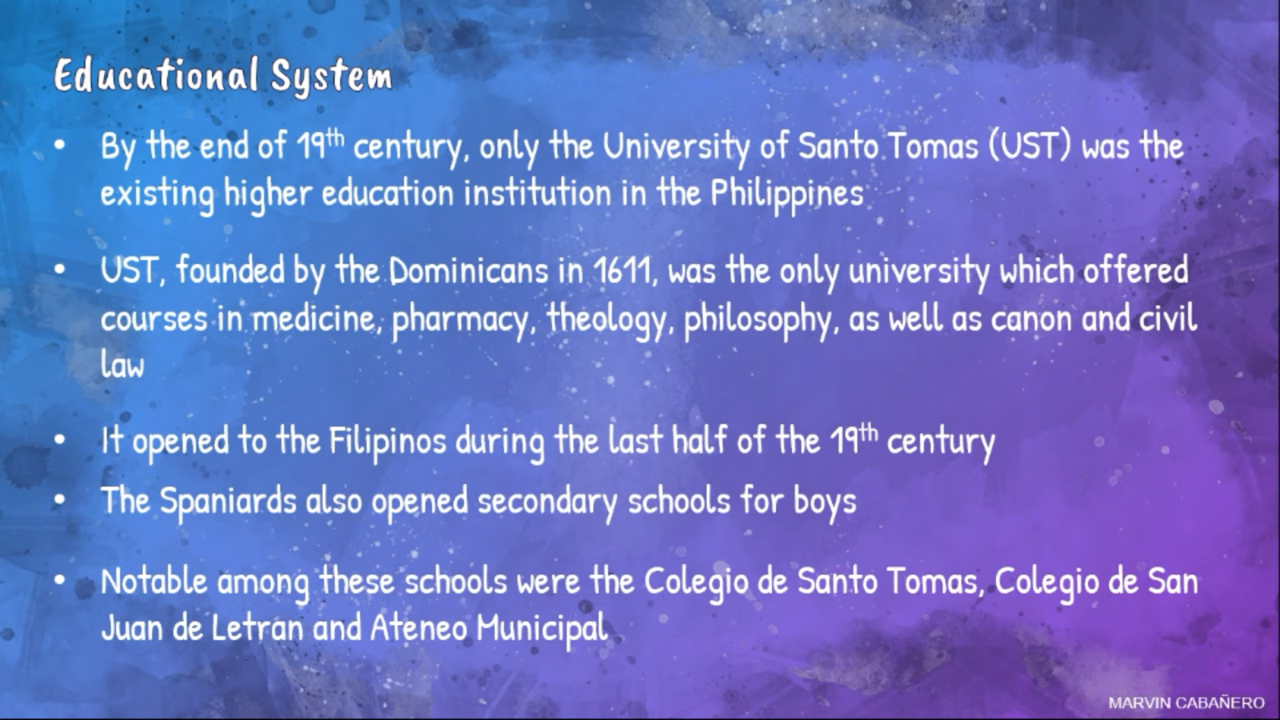 Educational System
• By the end of 19th century, only the University of Santo Tomas (UST) was the
existing higher education institution in the Philippines
• UST, founded by the Dominicans in 1611, was the only university which offered
courses in medicine, pharmacy, theology, philosophy, as well as canon and civil
law
• It opened to the Filipinos during the last half of the 19th century
• The Spaniards also opened secondary schools for boys
• Notable among these schools were the Colegio de Santo Tomas, Colegio de San
Juan de Letran and Ateneo Municipal
MARVIN CABAÑERO